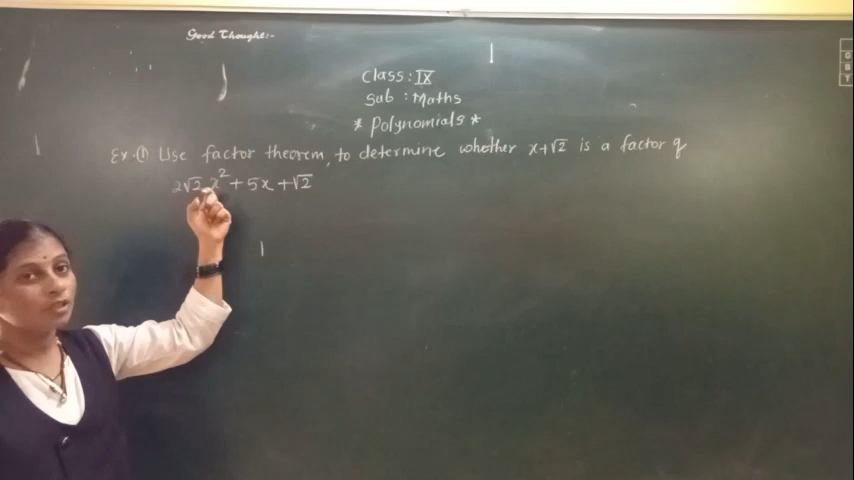 Good Thought:-
Class: IX
Sub : Maths
* Polynomials *
Ex.(1) Use factor theorem, to determine whether x+√2 is a factor of
2√2 x² + 5x + √2
G
B
T